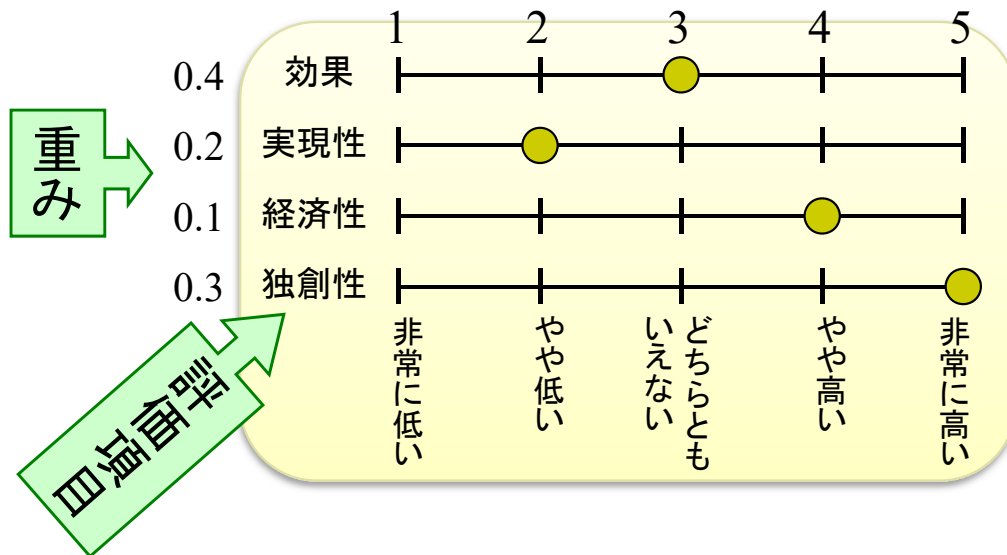 1 2 3 4 5
0.4 効果
0.2 実現性
0.1 経済性
0.3 独創性
重み
評価項目
非常に低い
やや低い
どちらとも
いえない
やや高い
非常に高い